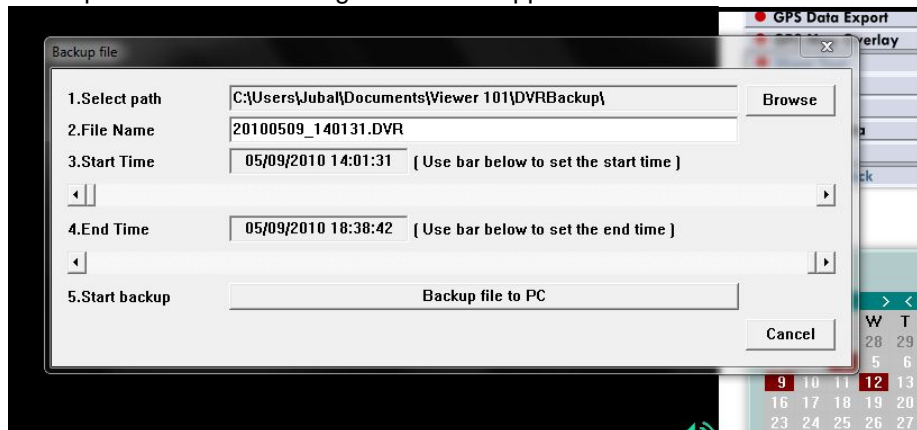 GPS Data Export
Backup file
1.Select path
C:\Users\Jubal\Documents\Viewer 101\DVRBackup\
Browse
2.File Name
20100509_140131.DVR
3.Start Time
05/09/2010 14:01:31
( Use bar below to set the start time )
4.End Time
05/09/2010 18:38:42
( Use bar below to set the end time )
5.Start backup
Backup file to PC
Cancel
W T
28 29
5 6
9 10 11 12 13
16 17 18 19 20
23 24 25 26 27